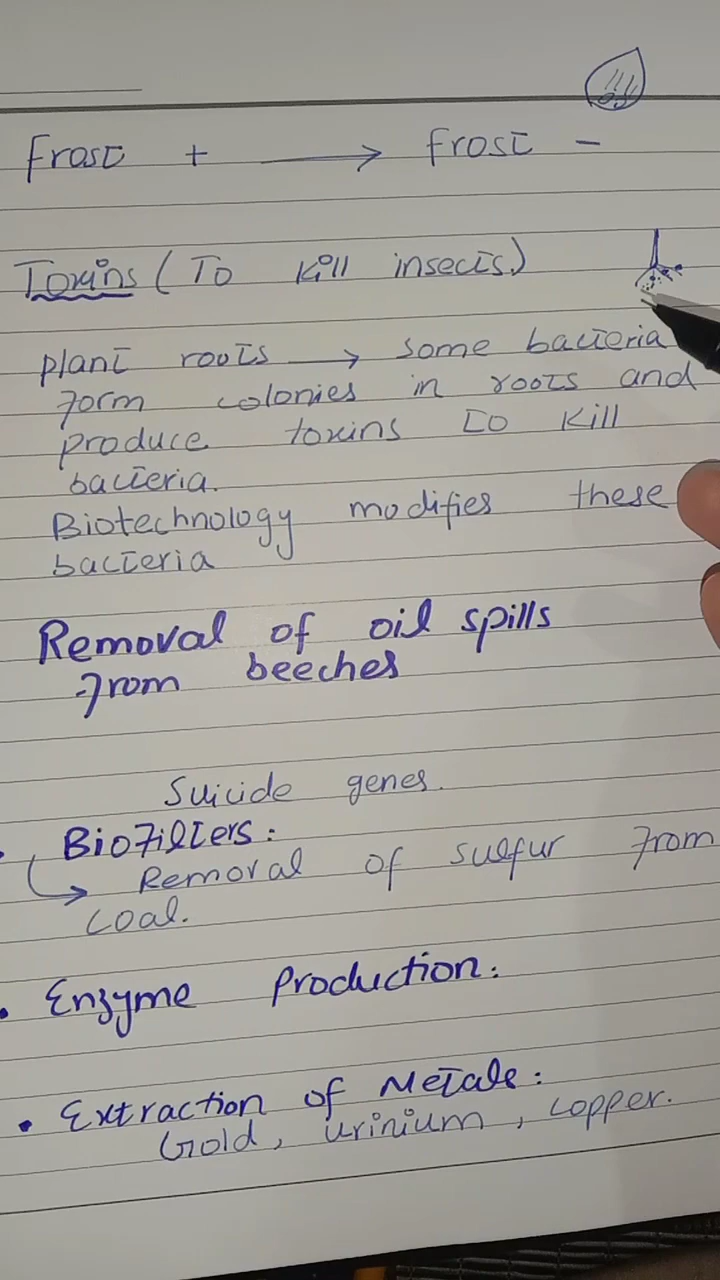 Frost + → Frost -
Toxins (To kill insects)
plant roots → some bacteria
form colonies in roots and
produce toxins to kill
bacteria.
Biotechnology modifies these
bacteria
Removal of oil spills
from beeches
Suicide genes.
BioFilters:
Removal of sulfur from
coal.
• Enzyme Production:
• Extraction of Metals:
Gold, urinium, copper.